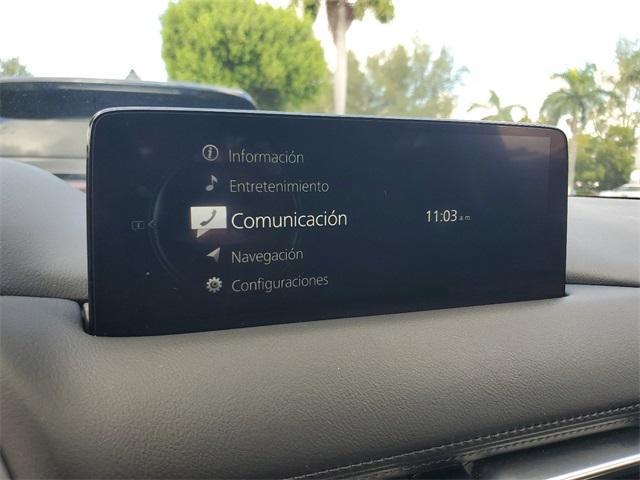 Información
Entretenimiento
Comunicación
11:03 a.m.
Navegación
Configuraciones